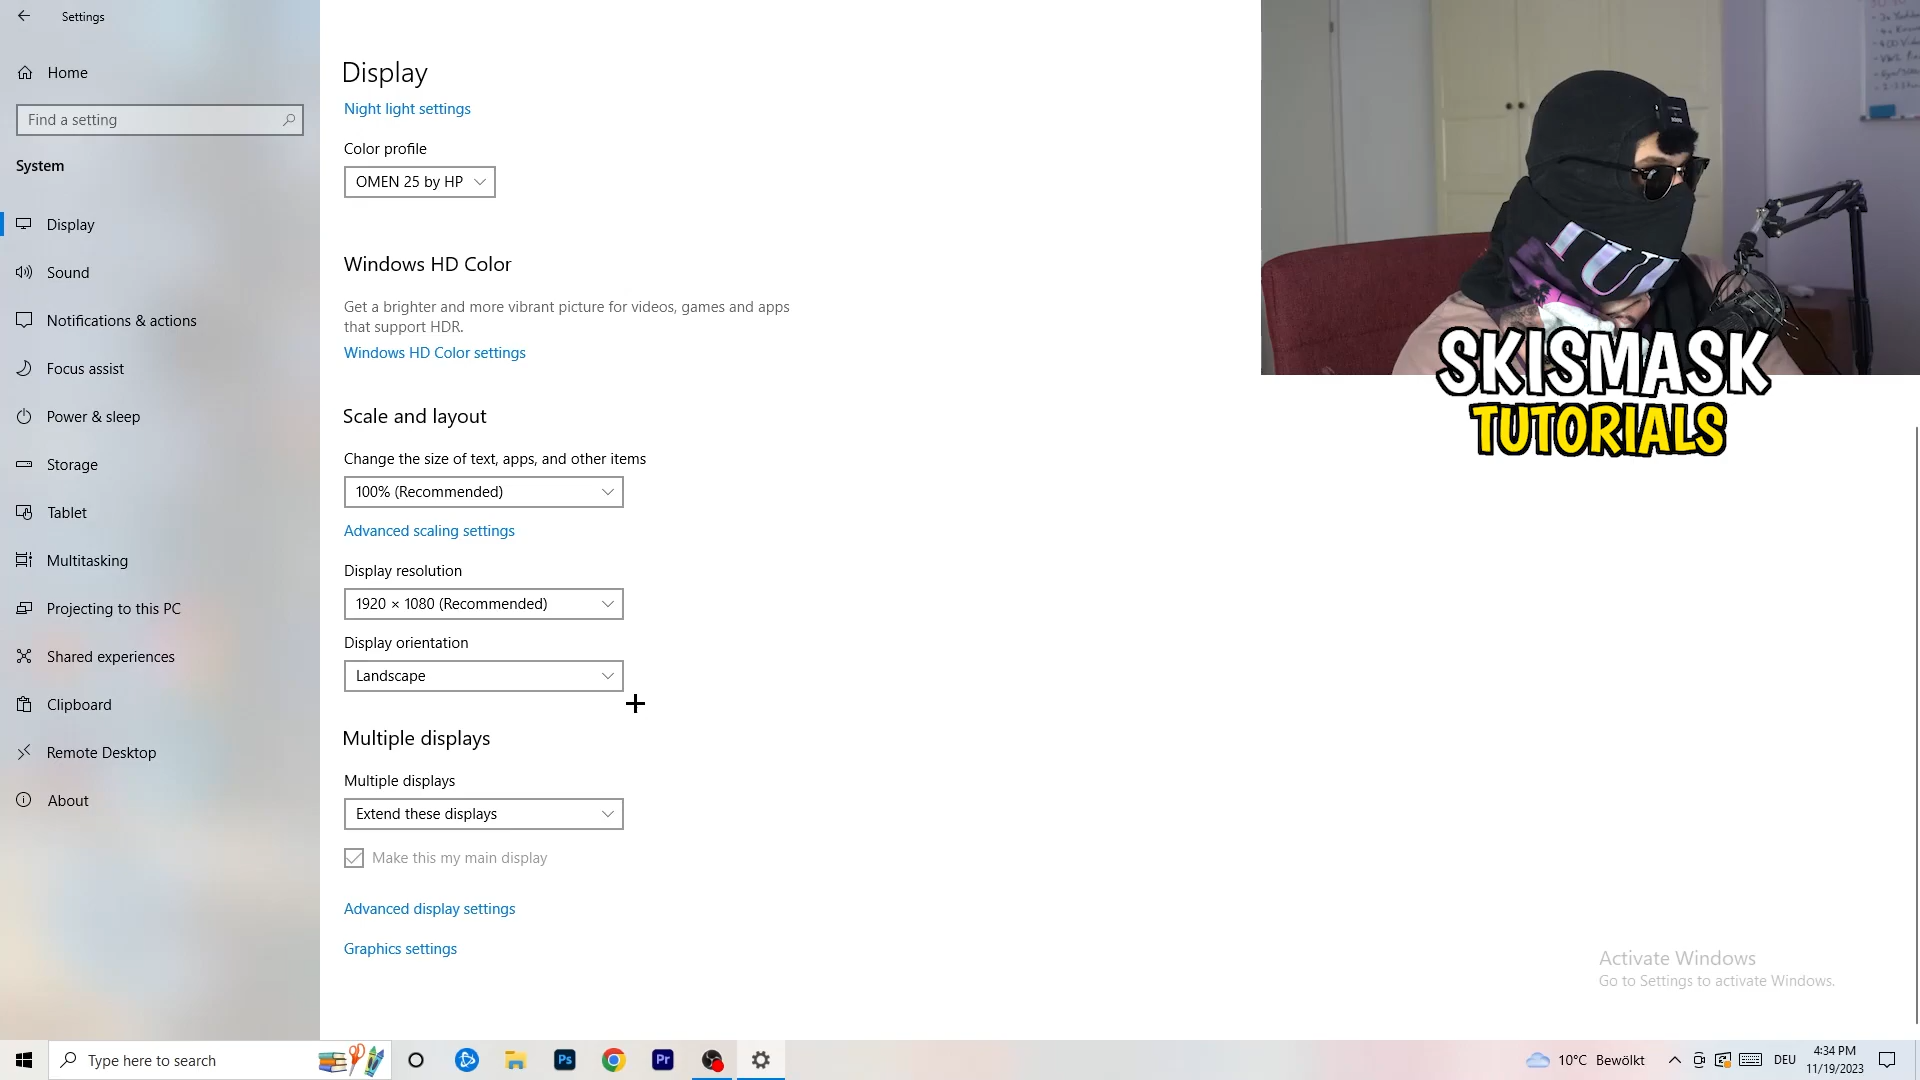 Settings
Home
Find a setting
System
Display
Sound
Notifications & actions
Focus assist
Power & sleep
Storage
Tablet
Multitasking
Projecting to this PC
Shared experiences
Clipboard
Remote Desktop
About
Display
Night light settings
Color profile
OMEN 25 by HP
Windows HD Color
Get a brighter and more vibrant picture for videos, games and apps
that support HDR.
Windows HD Color settings
Scale and layout
Change the size of text, apps, and other items
100% (Recommended)
Advanced scaling settings
Display resolution
1920 × 1080 (Recommended)
Display orientation
Landscape
Multiple displays
Multiple displays
Extend these displays
Make this my main display
Advanced display settings
Graphics settings
SKISMASK
TUTORIALS
Activate Windows
Go to Settings to activate Windows.
Type here to search
Ps
Pr
10°C Bewölkt
DEU
4:34 PM
11/19/2023